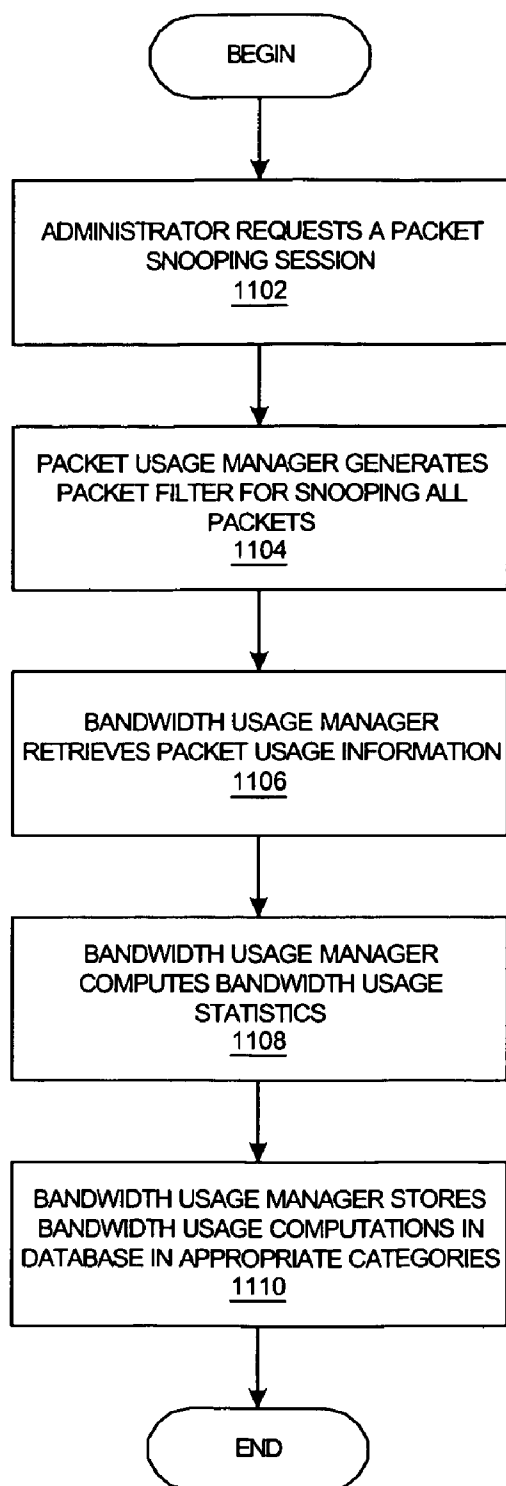 BEGIN
ADMINISTRATOR REQUESTS A PACKET
SNOOPING SESSION
1102
PACKET USAGE MANAGER GENERATES
PACKET FILTER FOR SNOOPING ALL
PACKETS
1104
BANDWIDTH USAGE MANAGER
RETRIEVES PACKET USAGE INFORMATION
1106
BANDWIDTH USAGE MANAGER
COMPUTES BANDWIDTH USAGE
STATISTICS
1108
BANDWIDTH USAGE MANAGER STORES
BANDWIDTH USAGE COMPUTATIONS IN
DATABASE IN APPROPRIATE CATEGORIES
1110
END